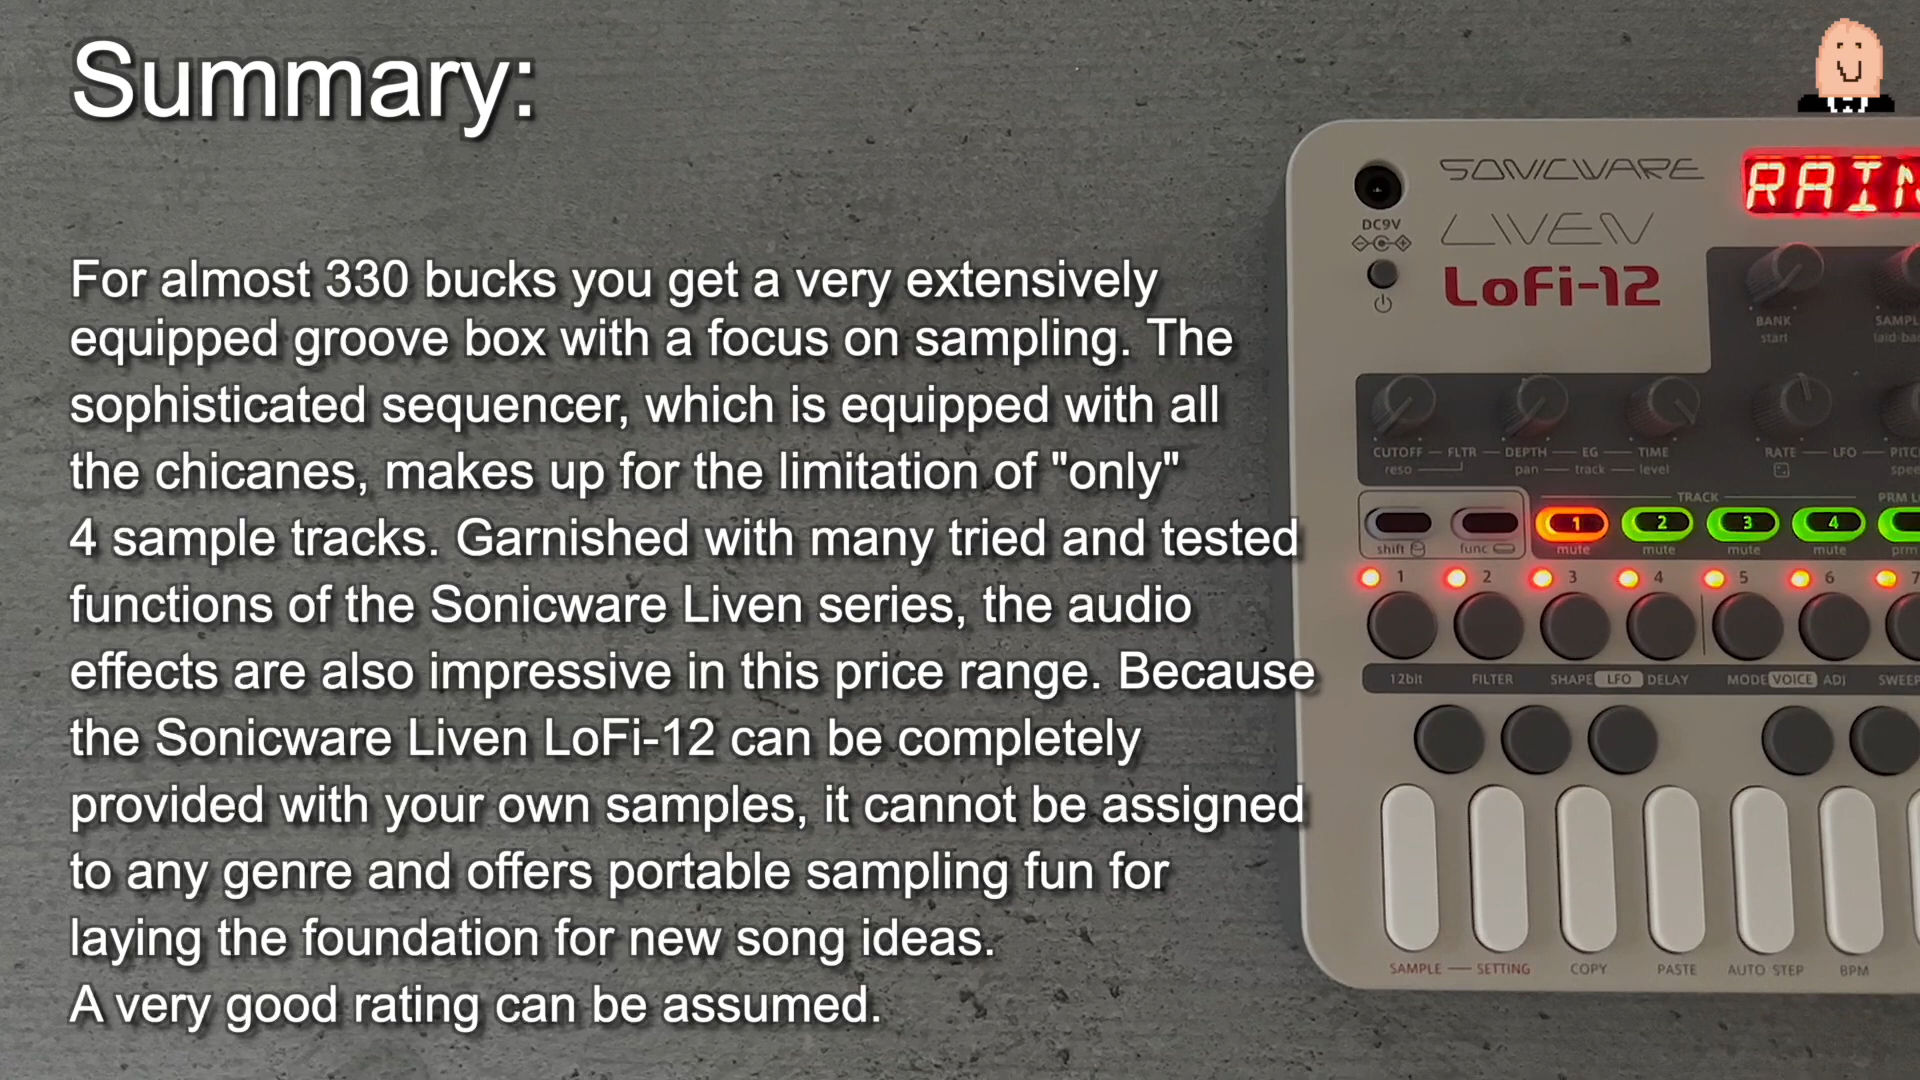 Summary:
For almost 330 bucks you get a very extensively
equipped groove box with a focus on sampling. The
sophisticated sequencer, which is equipped with all
the chicanes, makes up for the limitation of "only"
4 sample tracks. Garnished with many tried and tested
functions of the Sonicware Liven series, the audio
effects are also impressive in this price range. Because
the Sonicware Liven LoFi-12 can be completely
provided with your own samples, it cannot be assigned
to any genre and offers portable sampling fun for
laying the foundation for new song ideas.
A very good rating can be assumed.
SONICWARE
LIVEN
LoFi-12
DC9V
BANK
start
CUTOFF FLTR DEPTH EG TIME RATE LFO
reso pan track level
TRACK
1 2 3 4
shift func mute mute mute mute
1 2 3 4 5 6 7
12bit FILTER SHAPE LFO DELAY MODE VOICE ADJ SWEEP
SAMPLE SETTING COPY PASTE AUTO STEP BPM